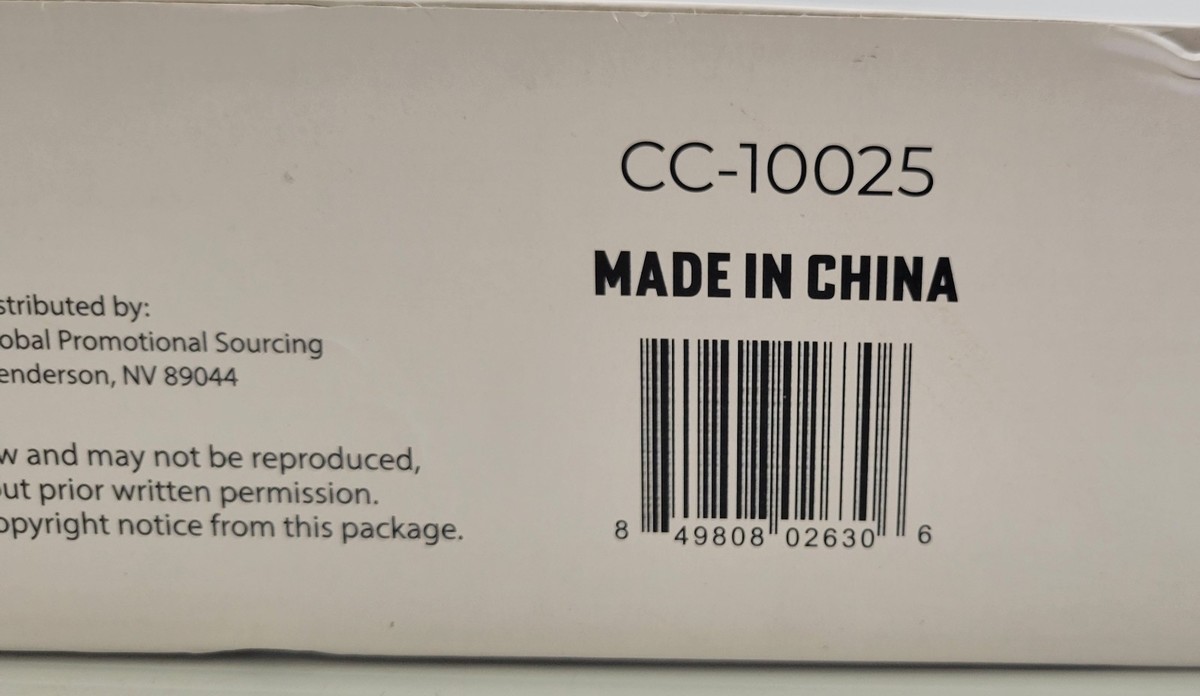 CC-10025
MADE IN CHINA
stributed by:
obal Promotional Sourcing
enderson, NV 89044
w and may not be reproduced,
ut prior written permission.
opyright notice from this package.
8 49808 02630 6